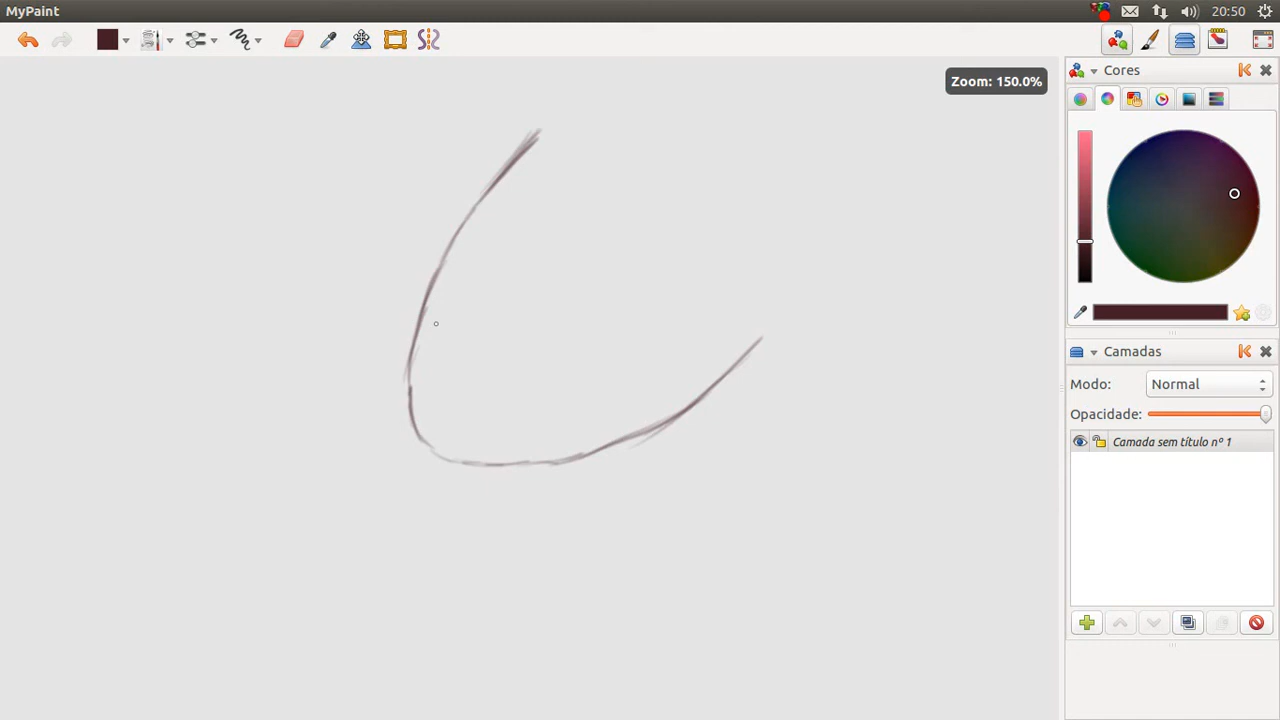 MyPaint
20:50
Zoom: 150.0%
Cores
Camadas
Modo: Normal
Opacidade:
Camada sem título nº 1